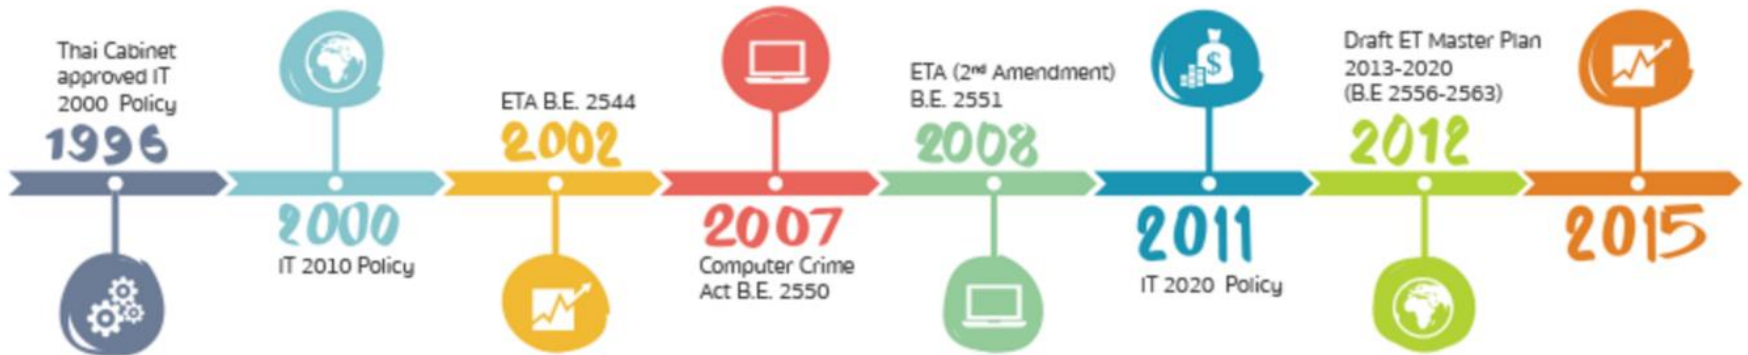 Thai Cabinet
approved IT
2000 Policy
1996
2000
IT 2010 Policy
ETA B.E. 2544
2002
2007
Computer Crime
Act B.E. 2550
ETA (2nd Amendment)
B.E. 2551
2008
$
2011
IT 2020 Policy
Draft ET Master Plan
2013-2020
(B.E 2556-2563)
2012
2015